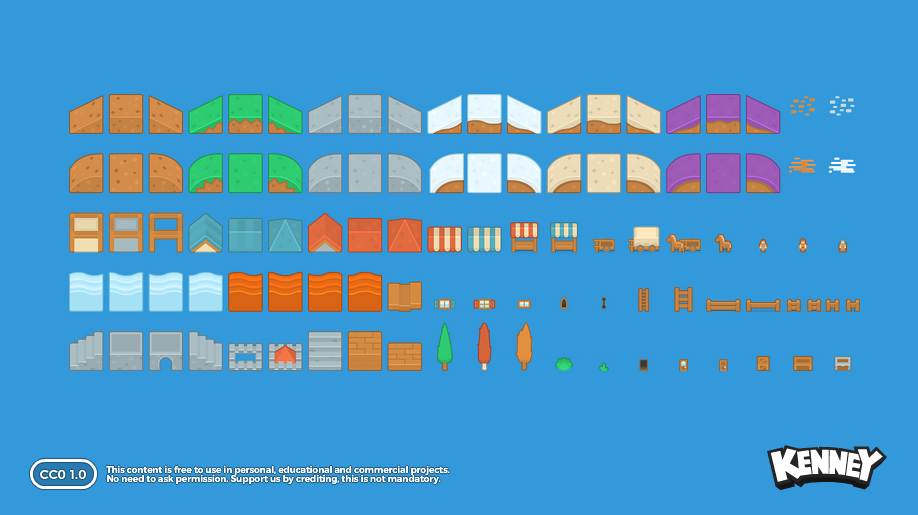 CC0 1.0
This content is free to use in personal, educational and commercial projects.
No need to ask permission. Support us by crediting, this is not mandatory.
KENNEY